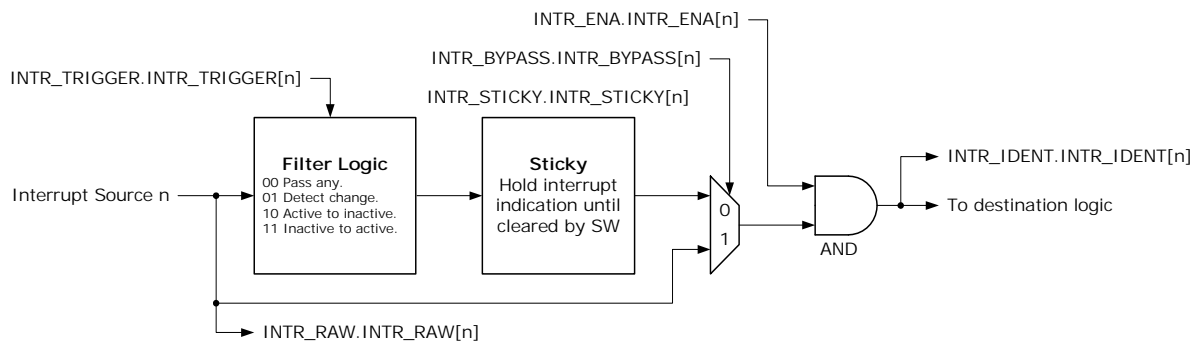 INTR_ENA.INTR_ENA[n]
INTR_BYPASS.INTR_BYPASS[n]
INTR_TRIGGER.INTR_TRIGGER[n]
INTR_STICKY.INTR_STICKY[n]
Filter Logic
00 Pass any.
01 Detect change.
10 Active to inactive.
11 Inactive to active.
Sticky
Hold interrupt
indication until
cleared by SW
Interrupt Source n
0
1
AND
INTR_IDENT.INTR_IDENT[n]
To destination logic
INTR_RAW.INTR_RAW[n]